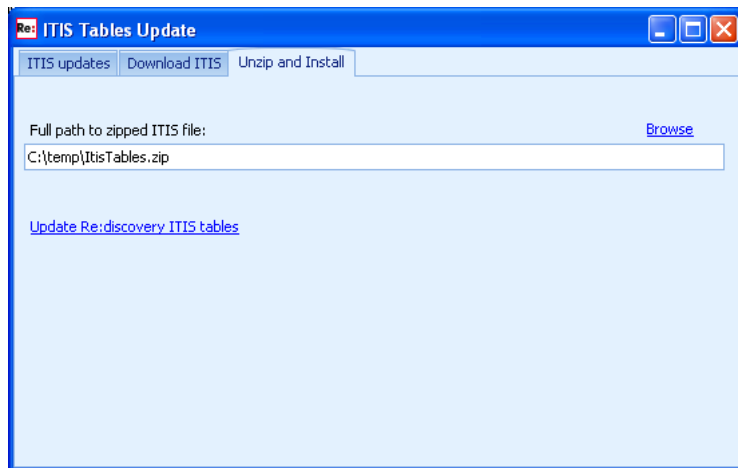 Re: ITIS Tables Update
ITIS updates Download ITIS Unzip and Install
Full path to zipped ITIS file: Browse
C:\temp\ItisTables.zip
Update Re:discovery ITIS tables